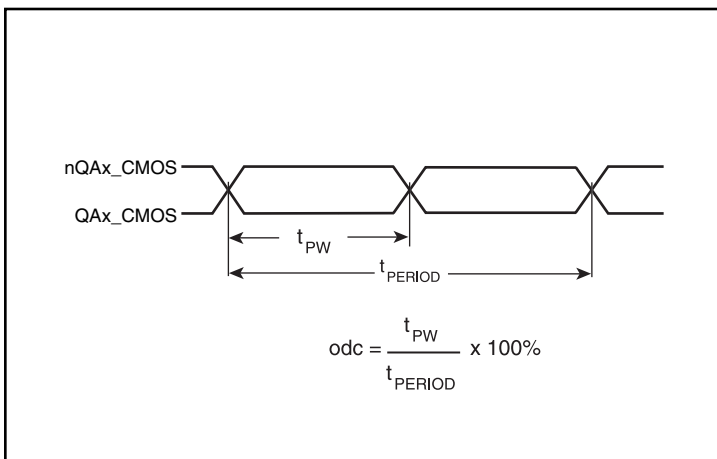 nQAx_CMOS
QAx_CMOS
tPW
tPERIOD
odc = tPW / tPERIOD x 100%